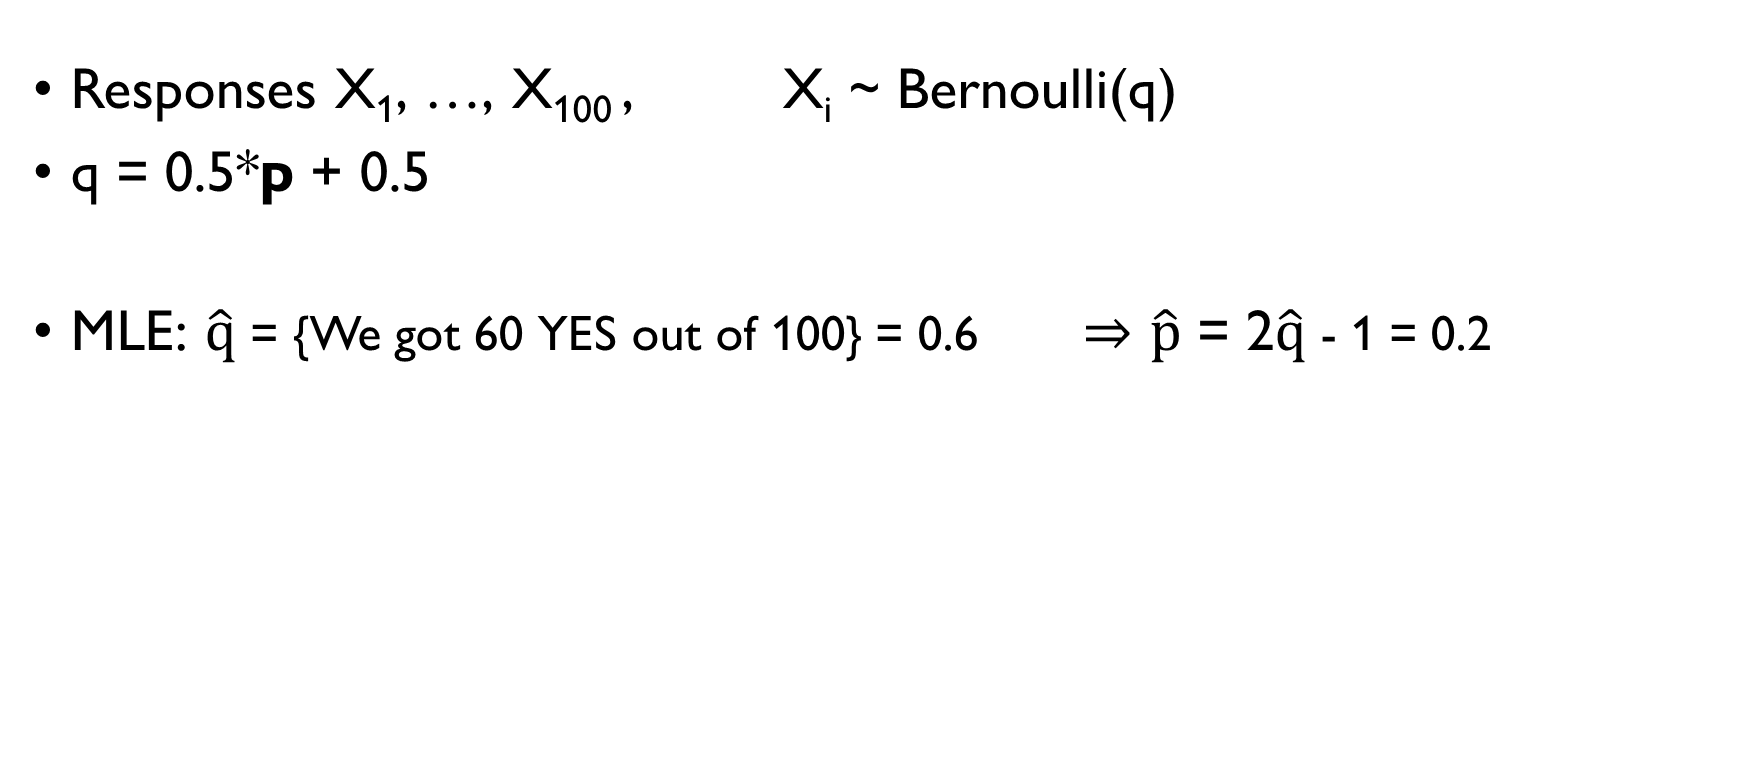 • Responses X₁, …, X₁₀₀ , Xᵢ ~ Bernoulli(q)
• q = 0.5*p + 0.5
• MLE: q̂ = {We got 60 YES out of 100} = 0.6 ⇒ p̂ = 2q̂ - 1 = 0.2